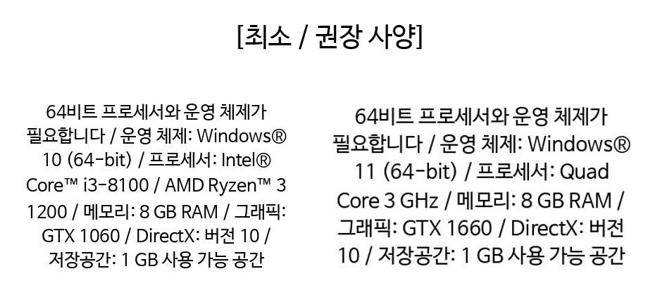 [최소 / 권장 사양]
64비트 프로세서와 운영 체제가
필요합니다 / 운영 체제: Windows®
10 (64-bit) / 프로세서: Intel®
Core™ i3-8100 / AMD Ryzen™ 3
1200 / 메모리: 8 GB RAM / 그래픽:
GTX 1060 / DirectX: 버전 10 /
저장공간: 1 GB 사용 가능 공간
64비트 프로세서와 운영 체제가
필요합니다 / 운영 체제: Windows®
11 (64-bit) / 프로세서: Quad
Core 3 GHz / 메모리: 8 GB RAM /
그래픽: GTX 1660 / DirectX: 버전
10 / 저장공간: 1 GB 사용 가능 공간